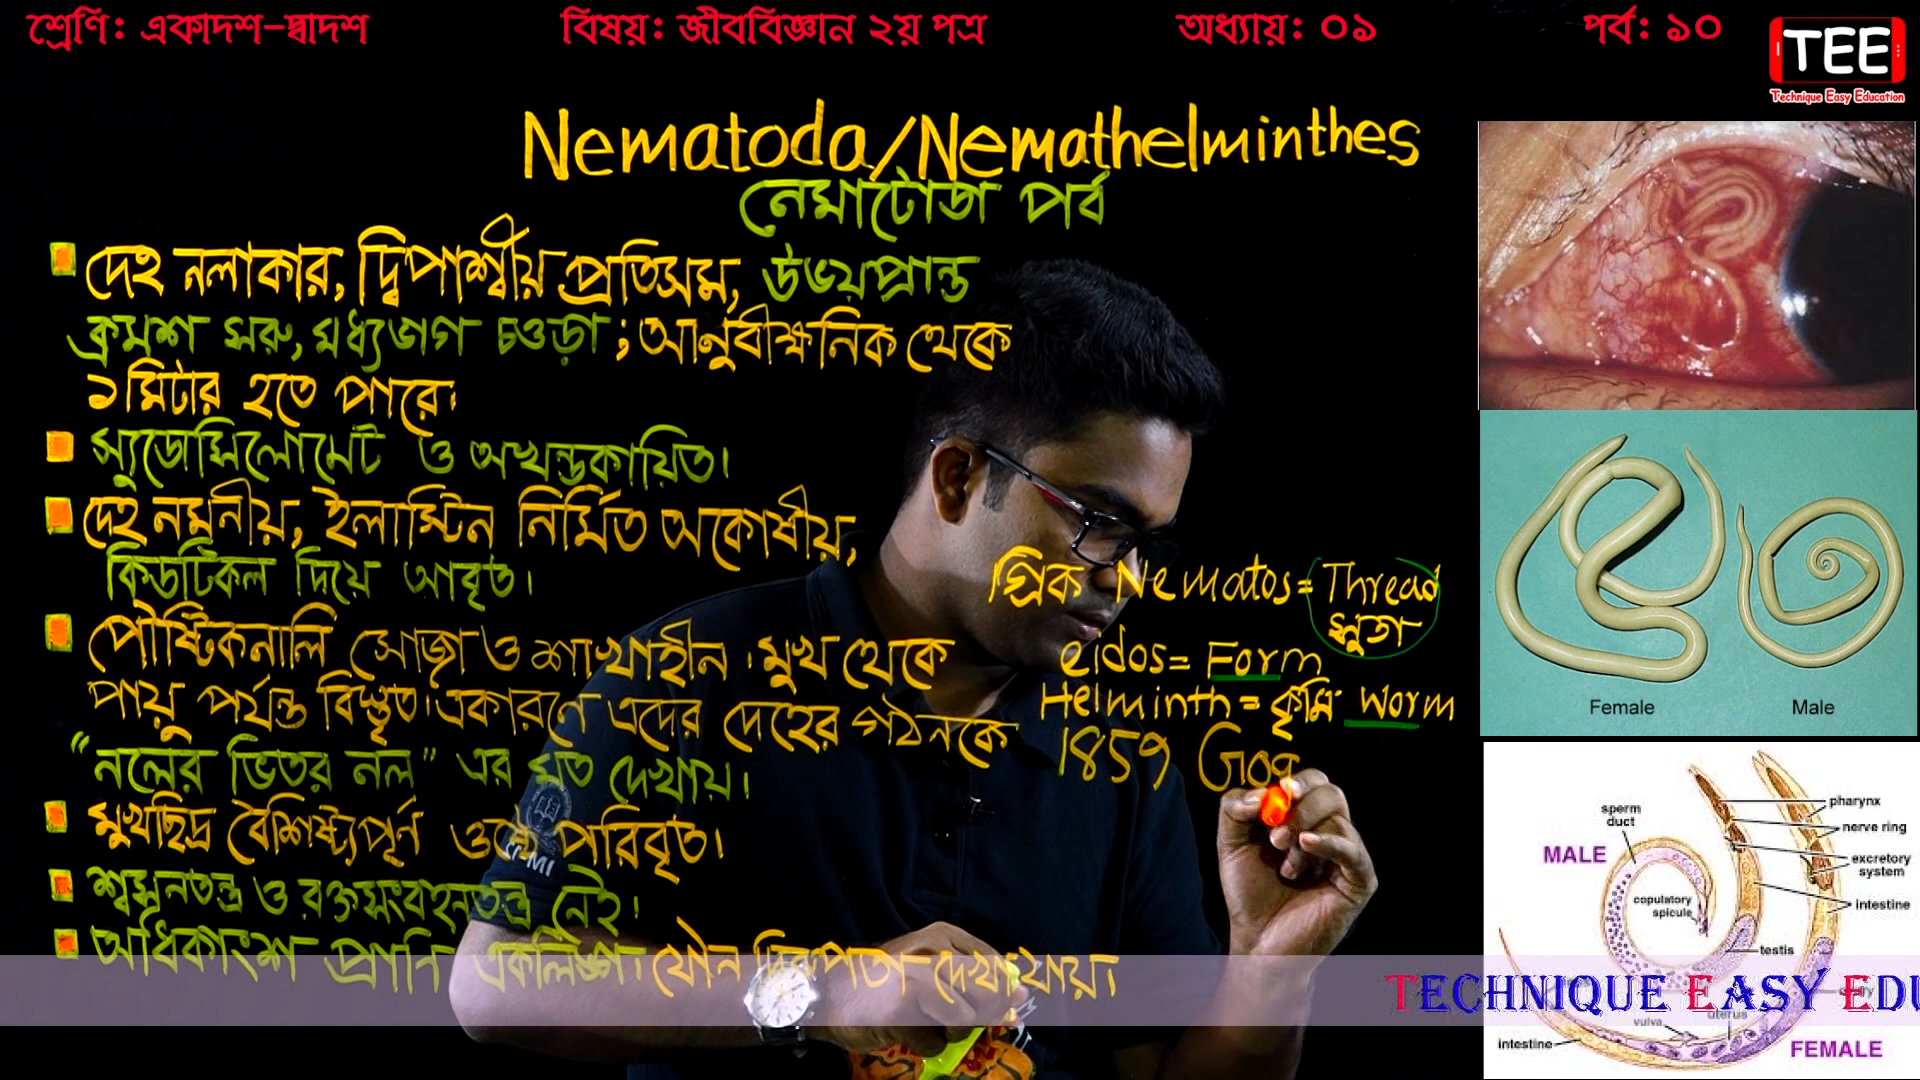 শ্রেণি: একাদশ-দ্বাদশ
বিষয়: জীববিজ্ঞান ২য় পত্র
অধ্যায়: ০১
পর্ব: ১০
TEE
Technique Easy Education
Nematoda/Nemathelminthes
নেমাটোডা পর্ব
দেহ নলাকার, দ্বিপার্শ্বীয় প্রতিসম, উভয়প্রান্ত
ক্রমশ সরু, মধ্যভাগ চওড়া; আনুবীক্ষনিক থেকে
১ মিটার হতে পারে।
স্যুডোসিলোমেট ও অখন্ডকায়িত।
দেহ নমনীয়, ইলাস্টিন নির্মিত অকোষীয়,
কিউটিকল দিয়ে আবৃত।
পৌষ্টিকনালি সোজা ও শাখাহীন। মুখ থেকে
পায়ু পর্যন্ত বিস্তৃত। একারণে এদের দেহের গঠনকে
"নলের ভিতর নল" এর মত দেখায়।
মুখছিদ্র বৈশিষ্ট্যপূর্ন ওষ্ঠে পরিবৃত।
শ্বসনতন্ত্র ও রক্তসংবহনতন্ত্র নেই।
অধিকাংশ প্রাণি একলিঙ্গ। যৌন দেখা যায়।
গ্রিক Nematos = Thread
সুতা
eidos = Form
Helminth = কৃমি Worm
1859 Geg
Female
Male
MALE
sperm duct
copulatory spicule
pharynx
nerve ring
excretory system
intestine
testis
TECHNIQUE EASY EDU
uterus
vulva
intestine
FEMALE